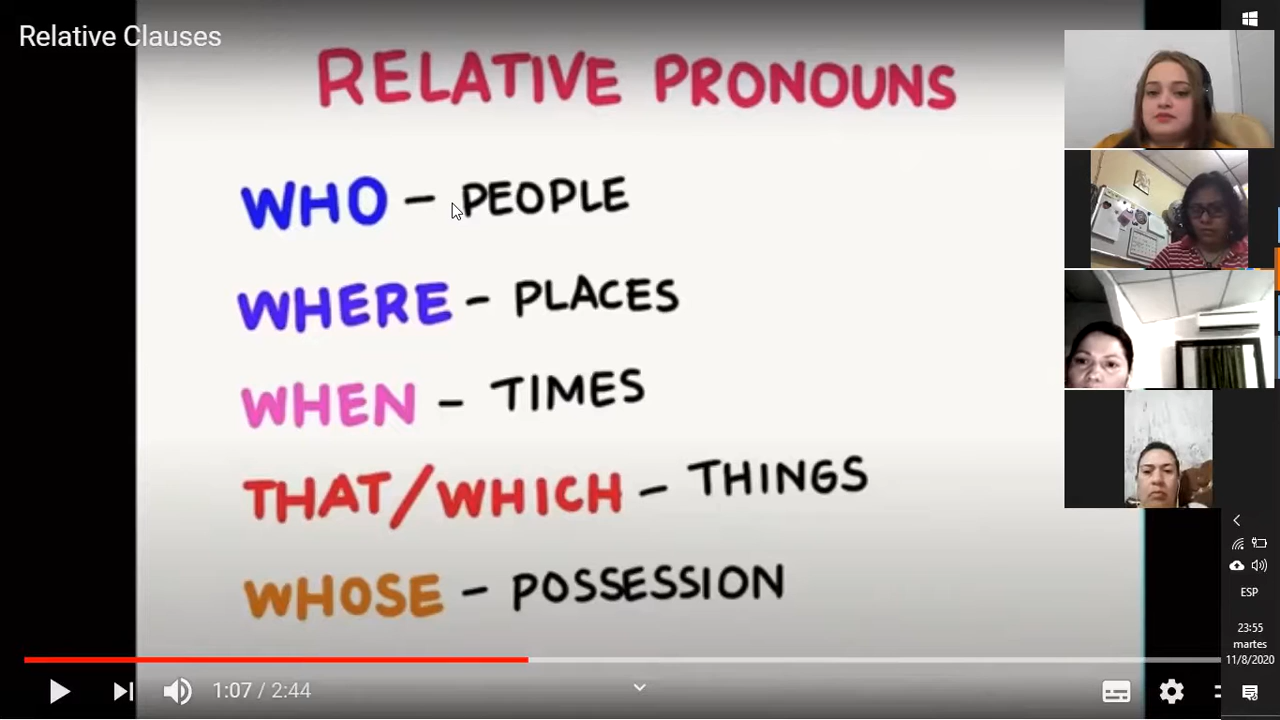 Relative Clauses
RELATIVE PRONOUNS
WHO – PEOPLE
WHERE – PLACES
WHEN – TIMES
THAT/WHICH – THINGS
WHOSE – POSSESSION
1:07 / 2:44
ESP
23:55
martes
11/8/2020